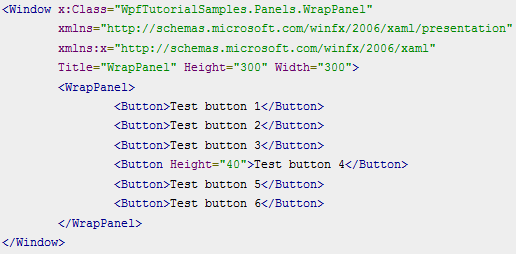 <Window x:Class="WpfTutorialSamples.Panels.WrapPanel"
xmlns="http://schemas.microsoft.com/winfx/2006/xaml/presentation"
xmlns:x="http://schemas.microsoft.com/winfx/2006/xaml"
Title="WrapPanel" Height="300" Width="300">
<WrapPanel>
<Button>Test button 1</Button>
<Button>Test button 2</Button>
<Button>Test button 3</Button>
<Button Height="40">Test button 4</Button>
<Button>Test button 5</Button>
<Button>Test button 6</Button>
</WrapPanel>
</Window>